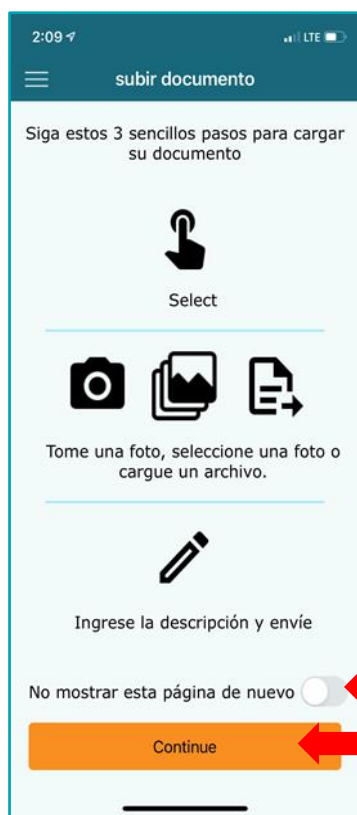 2:09
LTE
subir documento
Siga estos 3 sencillos pasos para cargar
su documento
Select
Tome una foto, seleccione una foto o
cargue un archivo.
Ingrese la descripción y envíe
No mostrar esta página de nuevo
Continue